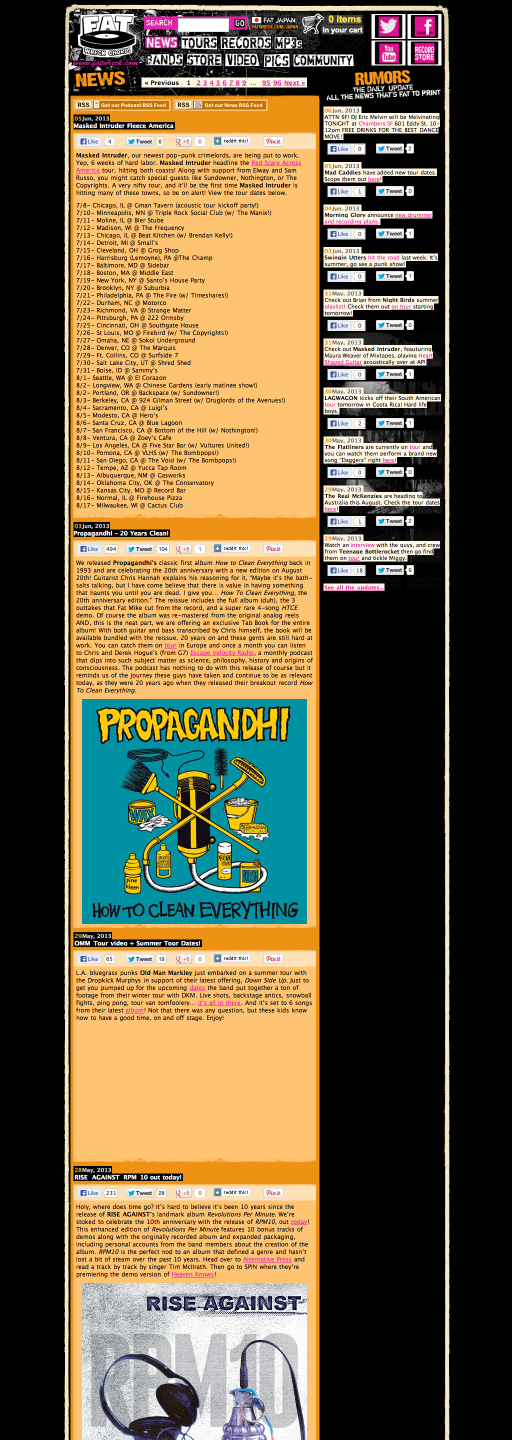 FAT
WRECK CHORDS
www.fatwreck.com
SEARCH GO
FAT JAPAN:
FATWRECK.COM/JAPAN
0 items
in your cart
NEWS TOURS RECORDS MP3s
BANDS STORE VIDEO PICS COMMUNITY
You Tube
RECORD STORE
NEWS
« Previous 1 2 3 4 5 6 7 8 9 ... 95 96 Next »
RUMORS
THE DAILY UPDATE
ALL THE NEWS THAT'S FAT TO PRINT
RSS Get our Podcast RSS Feed RSS Get our News RSS Feed
05Jun, 2013
Masked Intruder Fleece America
Like 4 Tweet 6 +1 0 reddit this! Pin it
Masked Intruder, our newest pop-punk crimelords, are being put to work.
Yep, 6 weeks of hard labor. Masked Intruder headline the Red Scare Across
America tour, hitting both coasts! Along with support from Elway and Sam
Russo, you might catch special guests like Sundowner, Nothington, or The
Copyrights. A very nifty tour, and it'll be the first time Masked Intruder is
hitting many of these towns, so be on alert! View the tour dates below.
7/8- Chicago, IL @ Gman Tavern (acoustic tour kickoff party!)
7/10- Minneapolis, MN @ Triple Rock Social Club (w/ The Manix!)
7/11- Moline, IL @ Bier Stube
7/12- Madison, WI @ The Frequency
7/13- Chicago, IL @ Beat Kitchen (w/ Brendan Kelly!)
7/14- Detroit, MI @ Small's
7/15- Cleveland, OH @ Grog Shop
7/16- Harrisburg (Lemoyne), PA @The Champ
7/17- Baltimore, MD @ Sidebar
7/18- Boston, MA @ Middle East
7/19- New York, NY @ Santo's House Party
7/20- Brooklyn, NY @ Suburbia
7/21- Philadelphia, PA @ The Fire (w/ Timeshares!)
7/22- Durham, NC @ Motorco
7/23- Richmond, VA @ Strange Matter
7/24- Pittsburgh, PA @ 222 Ormsby
7/25- Cincinnati, OH @ Southgate House
7/26- St Louis, MO @ Firebird (w/ The Copyrights!)
7/27- Omaha, NE @ Sokol Underground
7/28- Denver, CO @ The Marquis
7/29- Ft. Collins, CO @ Surfside 7
7/30- Salt Lake City, UT @ Shred Shed
7/31- Boise, ID @ Sammy's
8/1- Seattle, WA @ El Corazon
8/2- Longview, WA @ Chinese Gardens (early matinee show!)
8/2- Portland, OR @ Backspace (w/ Sundowner!)
8/3- Berkeley, CA @ 924 Gilman Street (w/ Druglords of the Avenues!)
8/4- Sacramento, CA @ Luigi's
8/5- Modesto, CA @ Hero's
8/6- Santa Cruz, CA @ Blue Lagoon
8/7- San Francisco, CA @ Bottom of the Hill (w/ Nothington!)
8/8- Ventura, CA @ Zoey's Cafe
8/9- Los Angeles, CA @ Five Star Bar (w/ Vultures United!)
8/10- Pomona, CA @ VLHS (w/ The Bombpops!)
8/11- San Diego, CA @ The Void (w/ The Bombpops!)
8/12- Tempe, AZ @ Yucca Tap Room
8/13- Albuquerque, NM @ Gasworks
8/14- Oklahoma City, OK @ The Conservatory
8/15- Kansas City, MO @ Record Bar
8/16- Normal, IL @ Firehouse Pizza
8/17- Milwaukee, WI @ Cactus Club
03Jun, 2013
Propagandhi - 20 Years Clean!
Like 494 Tweet 104 +1 1 reddit this! Pin it
We released Propagandhi's classic first album How to Clean Everything back in
1993 and are celebrating the 20th anniversary with a new edition on August
20th! Guitarist Chris Hannah explains his reasoning for it, "Maybe it's the bath-
salts talking, but I have come believe that there is value in having something
that haunts you until you are dead. I give you... How To Clean Everything, the
20th anniversary edition." The reissue includes the full album (duh), the 3
outtakes that Fat Mike cut from the record, and a super rare 4-song HTCE
demo. Of course the album was re-mastered from the original analog reels
AND, this is the neat part, we are offering an exclusive Tab Book for the entire
album! With both guitar and bass transcribed by Chris himself, the book will be
available bundled with the reissue. 20 years on and these gents are still hard at
work. You can catch them on tour in Europe and once a month you can listen
to Chris and Derek Hogue's (from G7) Escape Velocity Radio, a monthly podcast
that dips into such subject matter as science, philosophy, history and origins of
consciousness. The podcast has nothing to do with this release of course but it
reminds us of the journey these guys have taken and continue to be as relevant
today, as they were 20 years ago when they released their breakout record How
To Clean Everything.
PROPAGANDHI
WAX
pine kleen
HOW TO CLEAN EVERYTHING
29May, 2013
OMM Tour video + Summer Tour Dates!
Like 65 Tweet 19 +1 0 reddit this! Pin it
L.A. bluegrass punks Old Man Markley just embarked on a summer tour with
the Dropkick Murphys in support of their latest offering, Down Side Up. Just to
get you pumped up for the upcoming dates the band put together a ton of
footage from their winter tour with DKM. Live shots, backstage antics, snowball
fights, ping pong, tour van tomfoolery... it's all in there. And it's set to 6 songs
from their latest album! Not that there was any question, but these kids know
how to have a good time, on and off stage. Enjoy!
28May, 2013
RISE AGAINST RPM 10 out today!
Like 231 Tweet 28 +1 0 reddit this! Pin it
Holy, where does time go? It's hard to believe it's been 10 years since the
release of RISE AGAINST's landmark album Revolutions Per Minute. We're
stoked to celebrate the 10th anniversary with the release of RPM10, out today!
This enhanced edition of Revolutions Per Minute features 10 bonus tracks of
demos along with the originally recorded album and expanded packaging,
including personal accounts from the band members about the creation of the
album. RPM10 is the perfect nod to an album that defined a genre and hasn't
lost a bit of steam over the past 10 years. Head over to Alternative Press and
read a track by track by singer Tim McIlrath. Then go to SPIN where they're
premiering the demo version of Heaven Knows!
RISE AGAINST
RPM10
06Jun, 2013
ATTN SF! DJ Eric Melvin will be Melvinating
TONIGHT at Chambers SF 601 Eddy St. 10-
12pm FREE DRINKS FOR THE BEST DANCE
MOVE!
Like 0 Tweet 2
05Jun, 2013
Mad Caddies have added new tour dates.
Scope them out here!
Like 1 Tweet 0
04Jun, 2013
Morning Glory announce new drummer
and recording plans.
Like 0 Tweet 1
03Jun, 2013
Swingin Utters hit the road last week. It's
summer, go see a punk show!
Like 0 Tweet 1
31May, 2013
Check out Brian from Night Birds summer
playlist! Check them out on tour starting
tomorrow!
Like 0 Tweet 0
31May, 2013
Check out Masked Intruder, feauturing
Maura Weaver of Mixtapes, playing Heart
Shaped Guitar acoustically over at AP!
Like 0 Tweet 1
30May, 2013
LAGWAGON kicks off their South American
tour tomorrow in Costa Rica! Hard life
boys.
Like 2 Tweet 1
30May, 2013
The Flatliners are currently on tour and
you can watch them perform a brand new
song "Daggers" right here!
Like 0 Tweet 0
29May, 2013
The Real McKenzies are heading to
Australia this August. Check the tour dates
here!
Like 1 Tweet 2
29May, 2013
Watch an interview with the guys, and crew
from Teenage Bottlerocket then go find
them on tour and tickle Miggy.
Like 18 Tweet 9
See all the updates..